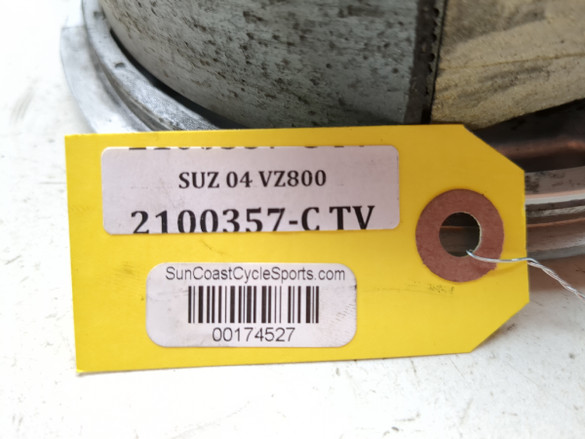 SUZ 04 VZ800
2100357-C TV
SunCoastCycleSports.com
00174527